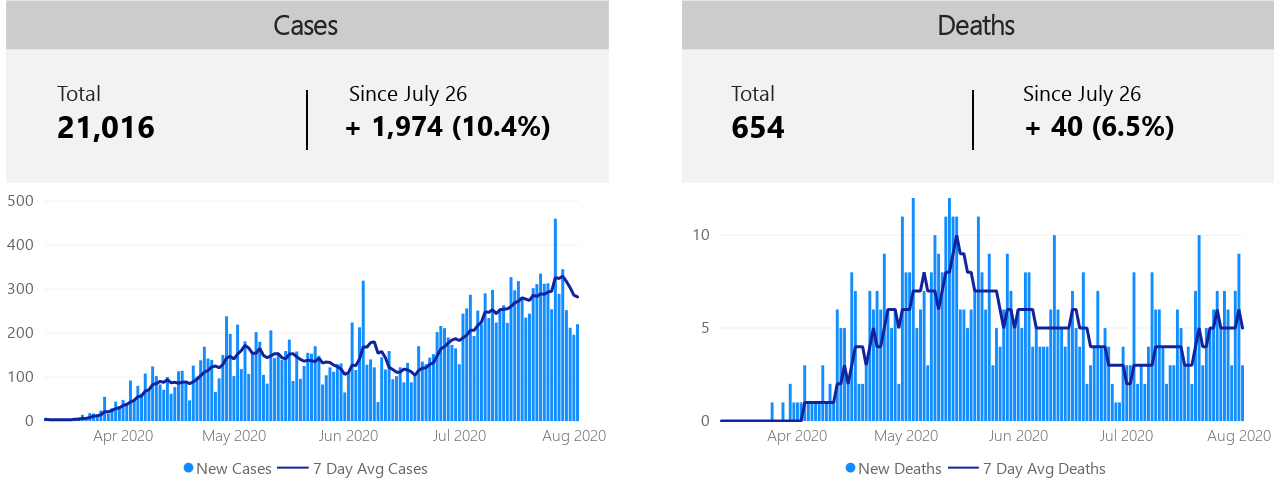 Cases
Total
Since July 26
21,016
+ 1,974 (10.4%)
500
400
300
200
100
0
Apr 2020
May 2020
Jun 2020
Jul 2020
Aug 2020
New Cases
7 Day Avg Cases
Deaths
Total
Since July 26
654
+ 40 (6.5%)
10
5
0
Apr 2020
May 2020
Jun 2020
Jul 2020
Aug 2020
New Deaths
7 Day Avg Deaths